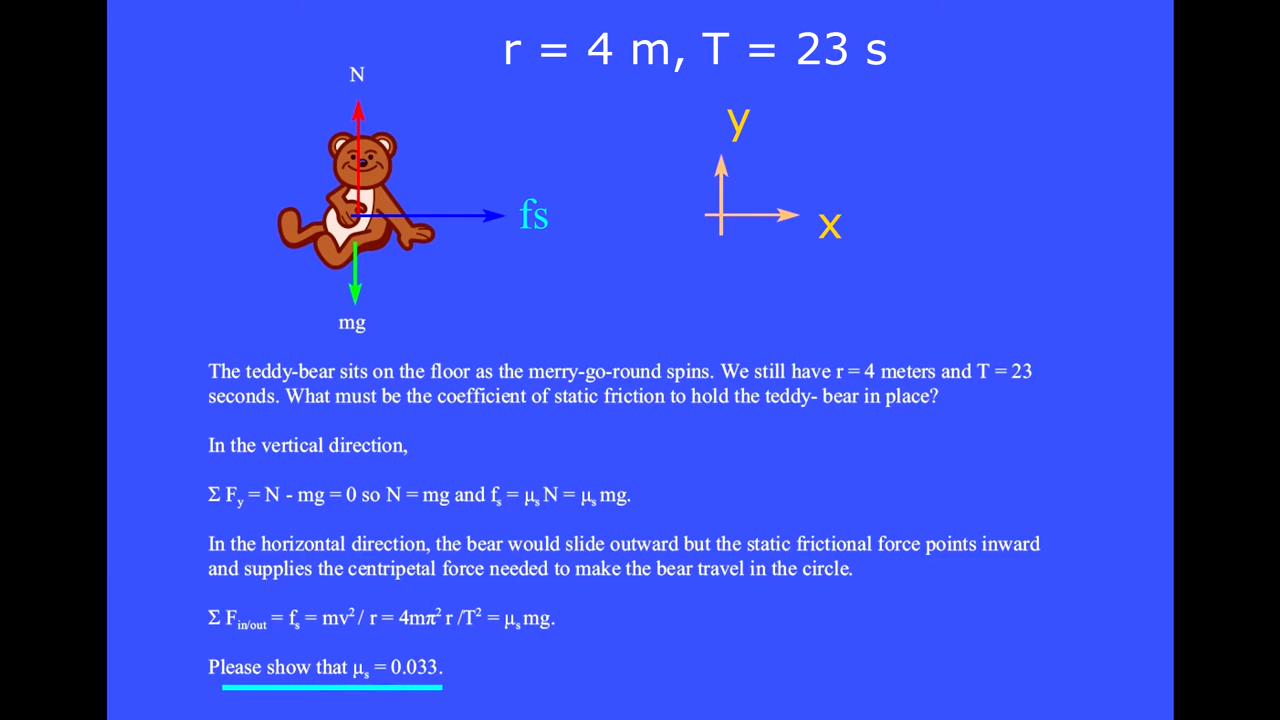 r = 4 m, T = 23 s
N
y
fs
x
mg
The teddy-bear sits on the floor as the merry-go-round spins. We still have r = 4 meters and T = 23
seconds. What must be the coefficient of static friction to hold the teddy- bear in place?
In the vertical direction,
Σ Fy = N - mg = 0 so N = mg and fs = μs N = μs mg.
In the horizontal direction, the bear would slide outward but the static frictional force points inward
and supplies the centripetal force needed to make the bear travel in the circle.
Σ Fin/out = fs = mv² / r = 4mπ² r /T² = μs mg.
Please show that μs = 0.033.